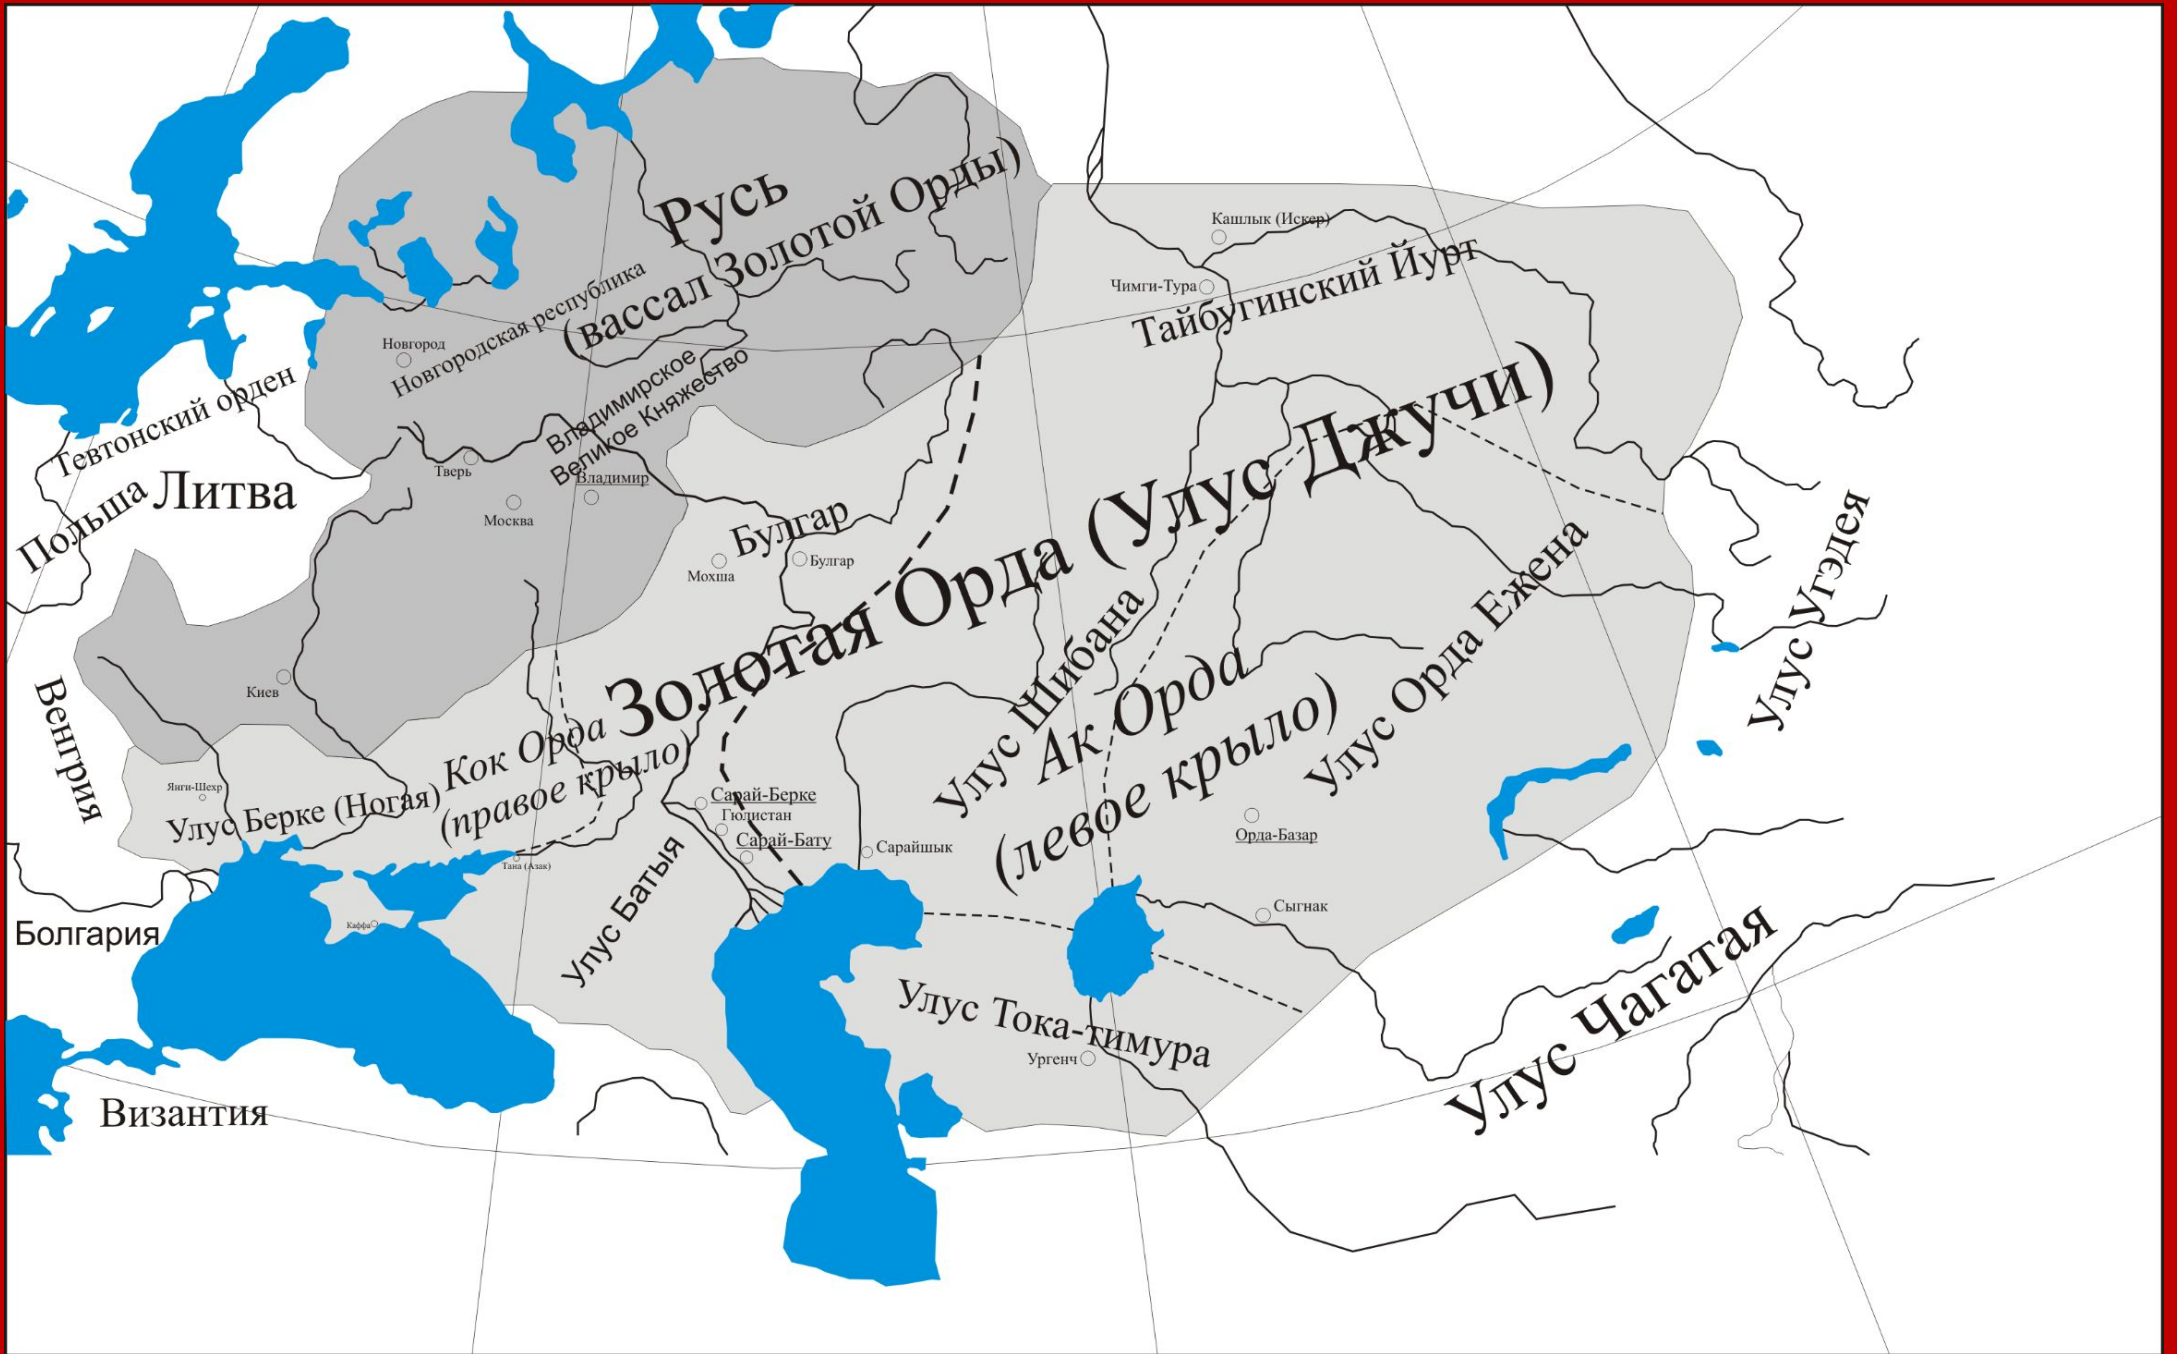 Русь
(вассал Золотой Орды)
Кашлык (Искер)
Чимги-Тура
Тайбугинский Йурт
Новгород
Новгородская республика
Владимирское
Великое Княжество
Тевтонский орден
Тверь
Владимир
Москва
Польша
Литва
Булгар
Мохша
Булгар
Золотая Орда (Улус Джучи)
Улус Угэдея
Киев
Венгрия
Улус Шибана
Ак Орда
(левое крыло)
Улус Орда Ежена
Кок Орда
(правое крыло)
Янги-Шехр
Улус Берке (Ногая)
Сарай-Берке
Гюлистан
Сарай-Бату
Сарайшык
Орда-Базар
Тана (Азак)
Улус Батыя
Каффа
Сыгнак
Болгария
Улус Чагатая
Улус Тока-тимура
Ургенч
Византия